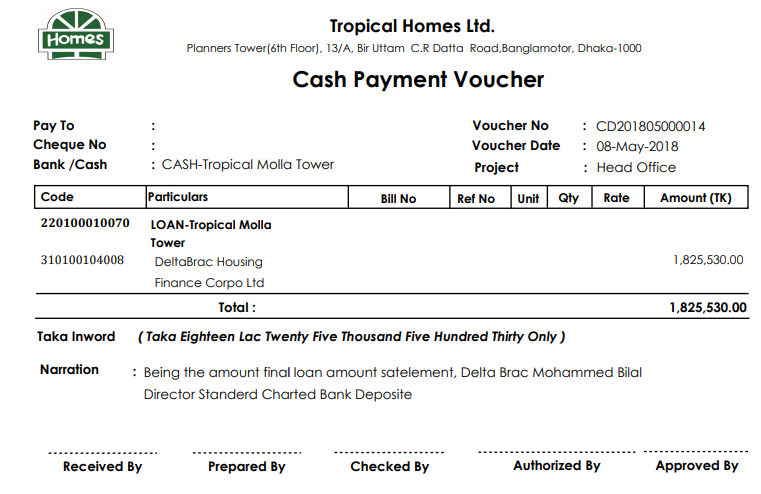 Homes
Tropical Homes Ltd.
Planners Tower(6th Floor), 13/A, Bir Uttam C.R Datta Road,Banglamotor, Dhaka-1000
Cash Payment Voucher
Pay To : Voucher No : CD201805000014
Cheque No : Voucher Date : 08-May-2018
Bank /Cash : CASH-Tropical Molla Tower Project : Head Office
Code Particulars Bill No Ref No Unit Qty Rate Amount (TK)
220100010070 LOAN-Tropical Molla
Tower
310100104008 DeltaBrac Housing 1,825,530.00
Finance Corpo Ltd
Total : 1,825,530.00
Taka Inword ( Taka Eighteen Lac Twenty Five Thousand Five Hundred Thirty Only )
Narration : Being the amount final loan amount satelement, Delta Brac Mohammed Bilal
Director Standerd Charted Bank Deposite
Received By Prepared By Checked By Authorized By Approved By